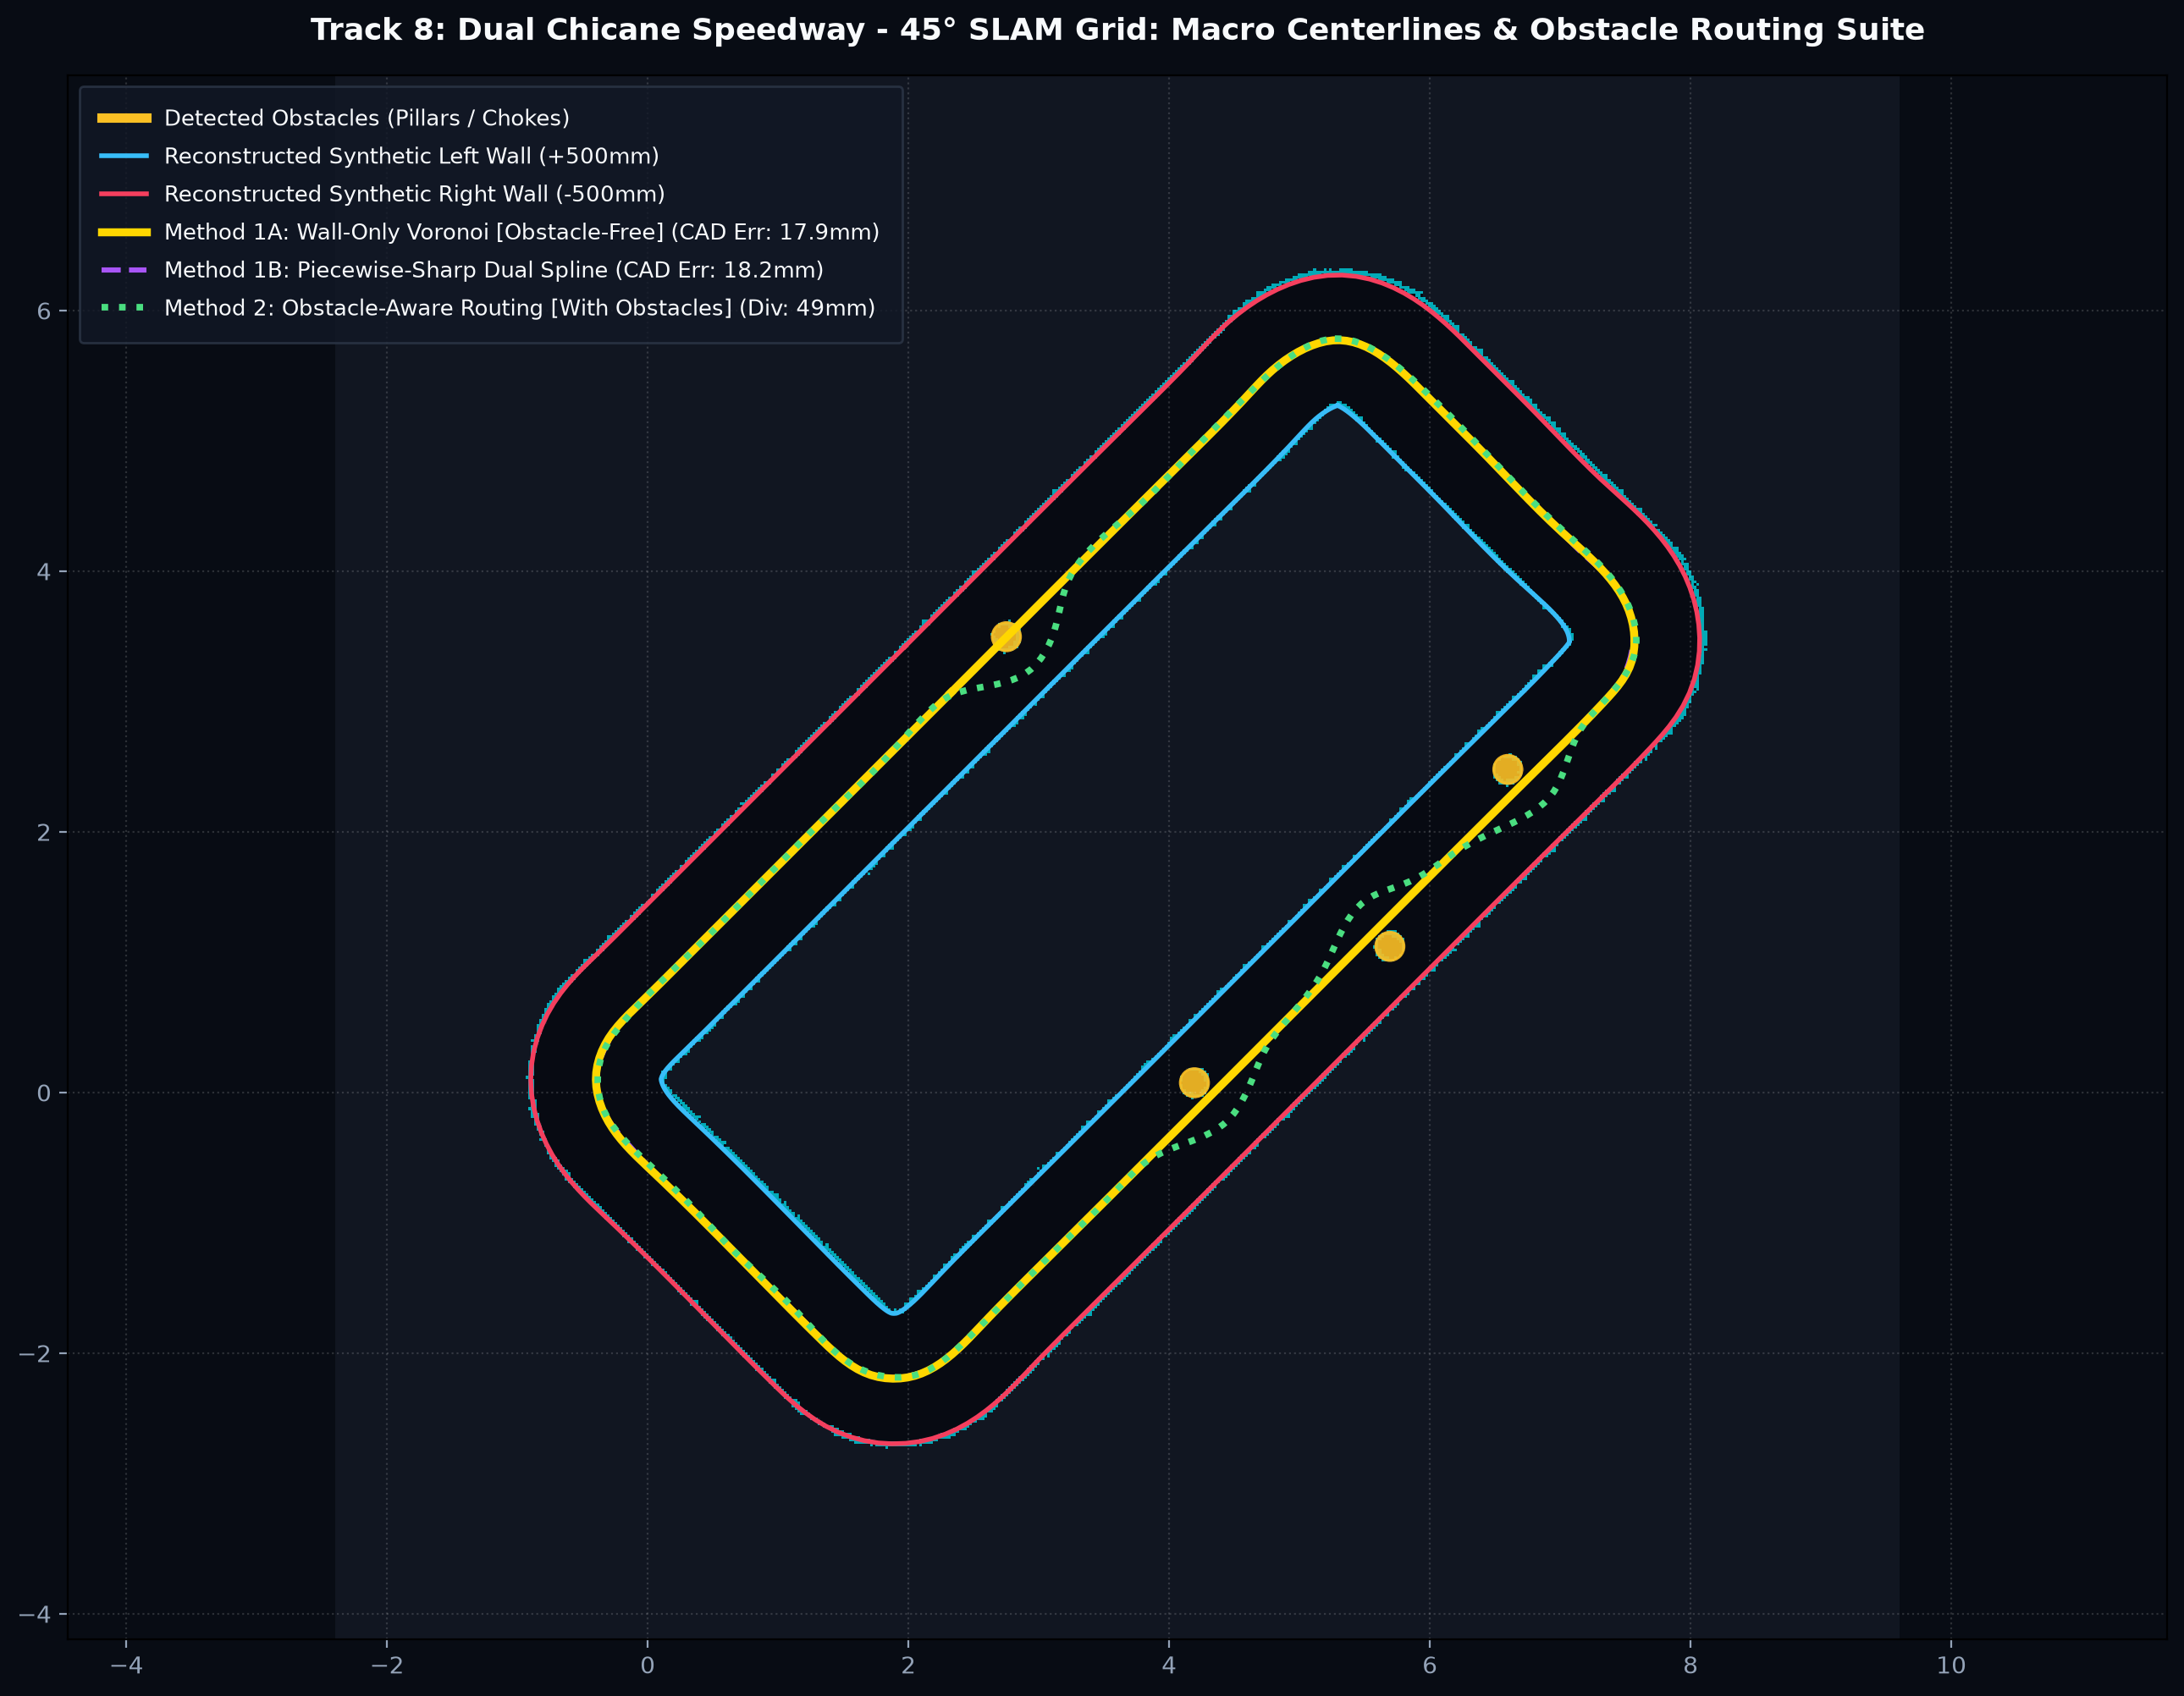 Track 8: Dual Chicane Speedway - 45° SLAM Grid: Macro Centerlines & Obstacle Routing Suite
Detected Obstacles (Pillars / Chokes)
Reconstructed Synthetic Left Wall (+500mm)
Reconstructed Synthetic Right Wall (-500mm)
Method 1A: Wall-Only Voronoi [Obstacle-Free] (CAD Err: 17.9mm)
Method 1B: Piecewise-Sharp Dual Spline (CAD Err: 18.2mm)
Method 2: Obstacle-Aware Routing [With Obstacles] (Div: 49mm)
6
4
2
0
−2
−4
−4 −2 0 2 4 6 8 10